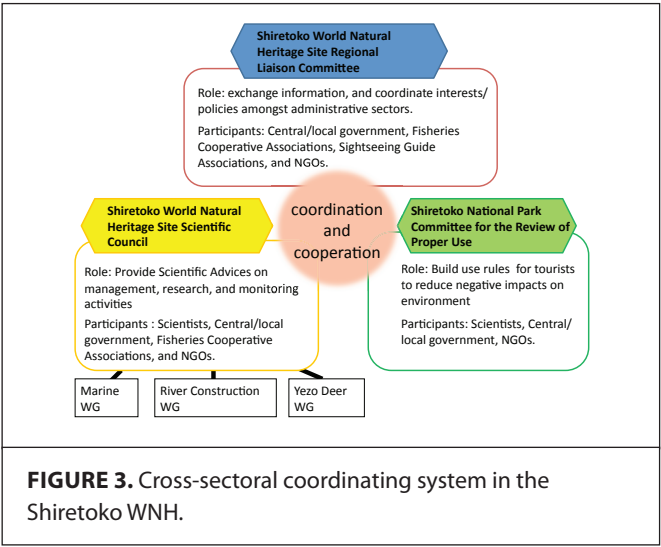 Shiretoko World Natural
Heritage Site Regional
Liaison Committee
Role: exchange information, and coordinate interests/
policies amongst administrative sectors.
Participants: Central/local government, Fisheries
Cooperative Associations, Sightseeing Guide
Associations, and NGOs.
coordination
and
cooperation
Shiretoko World Natural
Heritage Site Scientific
Council
Role: Provide Scientific Advices on
management, research, and monitoring
activities
Participants : Scientists, Central/local
government, Fisheries Cooperative
Associations, and NGOs.
Shiretoko National Park
Committee for the Review of
Proper Use
Role: Build use rules for tourists
to reduce negative impacts on
environment
Participants: Scientists, Central/
local government, NGOs.
Marine
WG
River Construction
WG
Yezo Deer
WG
FIGURE 3. Cross-sectoral coordinating system in the
Shiretoko WNH.